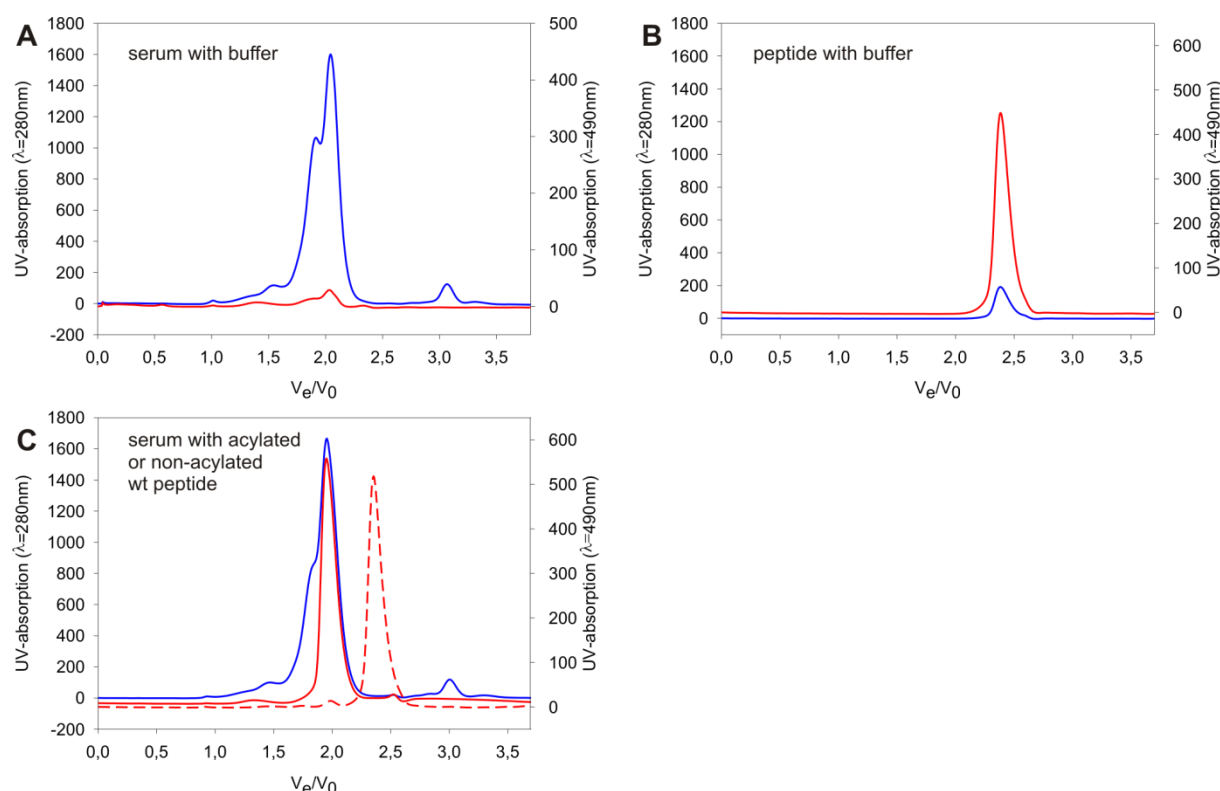 A
serum with buffer
UV-absorption (λ=280nm)
1800
1600
1400
1200
1000
800
600
400
200
0
-200
500
400
300
200
100
0
UV-absorption (λ=490nm)
0,0 0,5 1,0 1,5 2,0 2,5 3,0 3,5
Ve/V0
B
peptide with buffer
UV-absorption (λ=280nm)
1800
1600
1400
1200
1000
800
600
400
200
0
600
500
400
300
200
100
0
UV-absorption (λ=490nm)
0,0 0,5 1,0 1,5 2,0 2,5 3,0 3,5
Ve/V0
C
serum with acylated
or non-acylated
wt peptide
UV-absorption (λ=280nm)
1800
1600
1400
1200
1000
800
600
400
200
0
-200
600
500
400
300
200
100
0
UV-absorption (λ=490nm)
0,0 0,5 1,0 1,5 2,0 2,5 3,0 3,5
Ve/V0